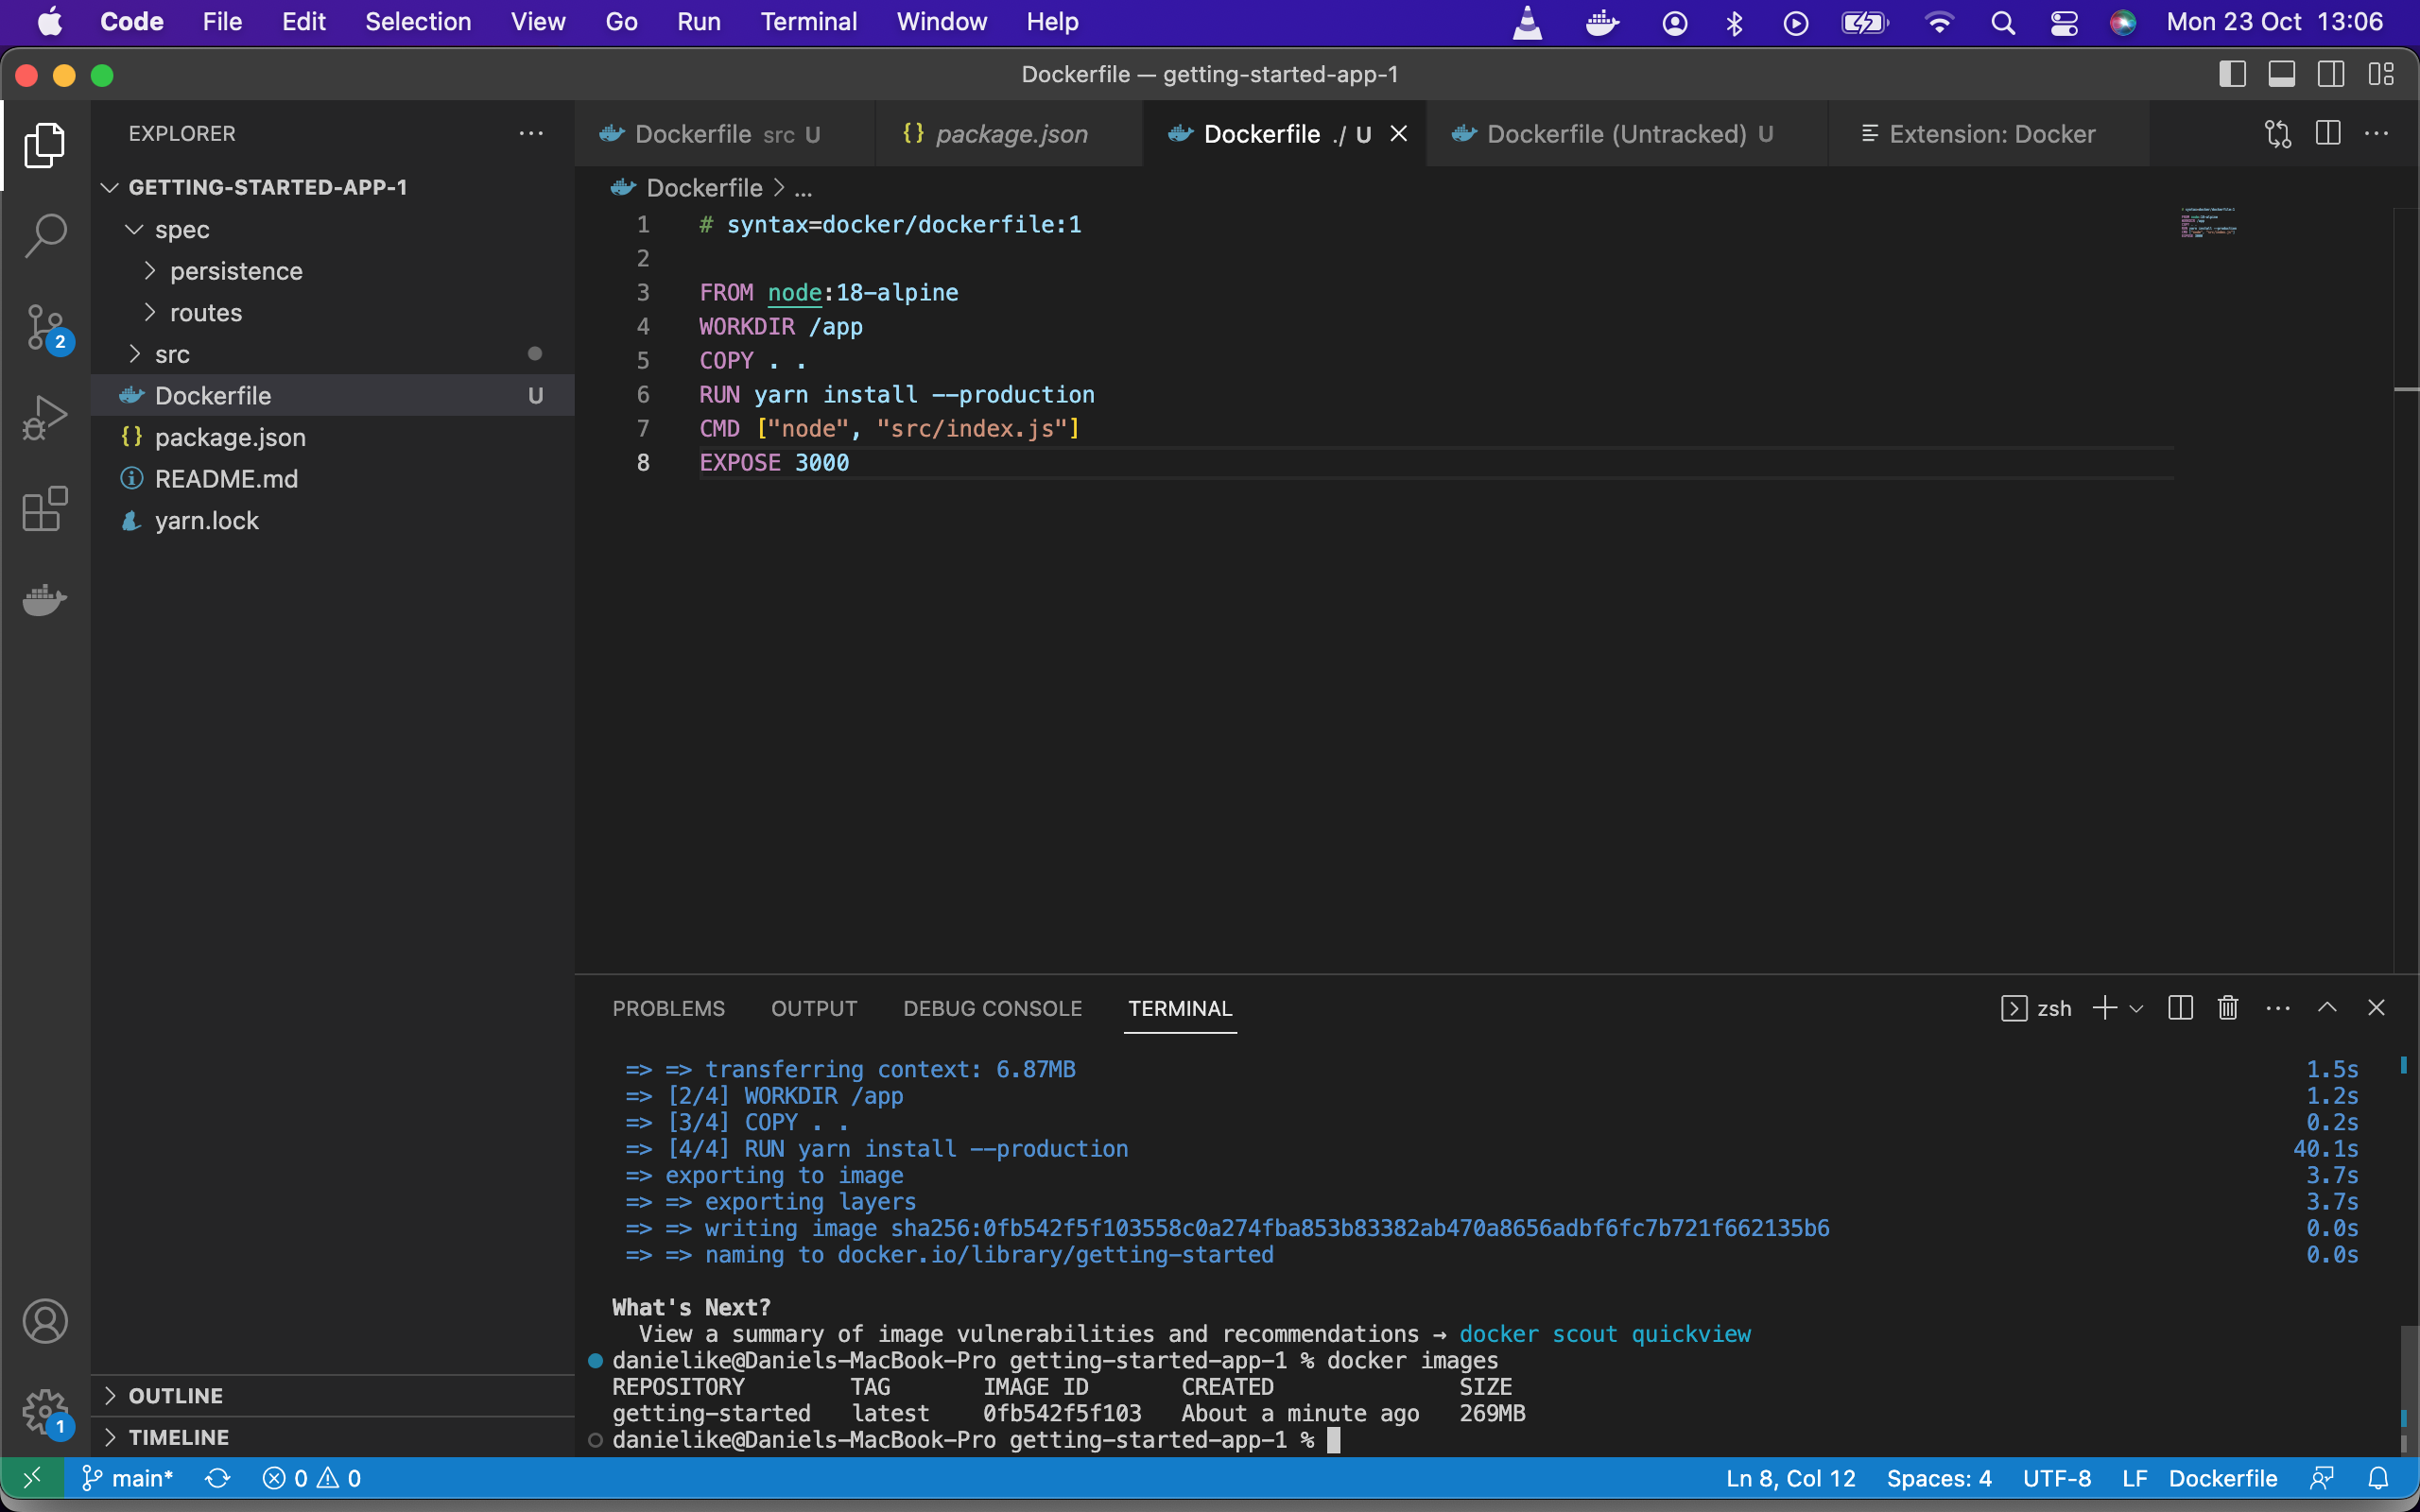 Code File Edit Selection View Go Run Terminal Window Help Mon 23 Oct 13:06
Dockerfile — getting-started-app-1
EXPLORER
GETTING-STARTED-APP-1
spec
persistence
routes
src
Dockerfile U
package.json
README.md
yarn.lock
2
Dockerfile src U
package.json
Dockerfile ./ U
Dockerfile (Untracked) U
Extension: Docker
Dockerfile > ...
1 # syntax=docker/dockerfile:1
2
3 FROM node:18-alpine
4 WORKDIR /app
5 COPY . .
6 RUN yarn install --production
7 CMD ["node", "src/index.js"]
8 EXPOSE 3000
PROBLEMS OUTPUT DEBUG CONSOLE TERMINAL zsh
=> => transferring context: 6.87MB 1.5s
=> [2/4] WORKDIR /app 1.2s
=> [3/4] COPY . . 0.2s
=> [4/4] RUN yarn install --production 40.1s
=> exporting to image 3.7s
=> => exporting layers 3.7s
=> => writing image sha256:0fb542f5f103558c0a274fba853b83382ab470a8656adbf6fc7b721f662135b6 0.0s
=> => naming to docker.io/library/getting-started 0.0s
What's Next?
View a summary of image vulnerabilities and recommendations → docker scout quickview
danielike@Daniels-MacBook-Pro getting-started-app-1 % docker images
REPOSITORY TAG IMAGE ID CREATED SIZE
getting-started latest 0fb542f5f103 About a minute ago 269MB
danielike@Daniels-MacBook-Pro getting-started-app-1 %
OUTLINE
TIMELINE
1
main* 0 0 Ln 8, Col 12 Spaces: 4 UTF-8 LF Dockerfile